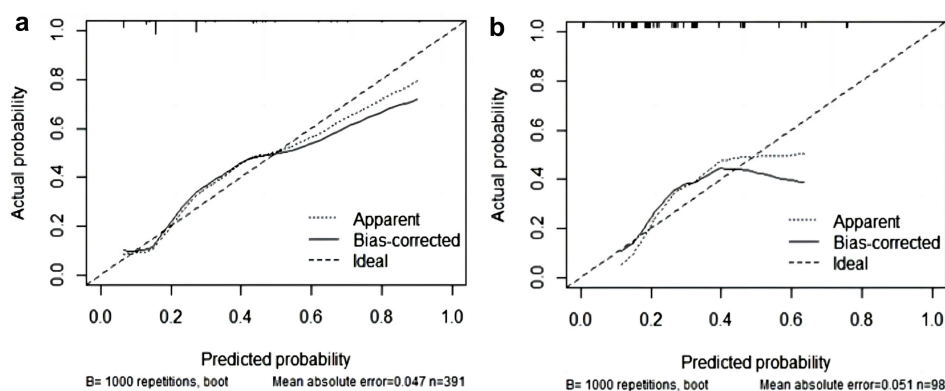 a
Actual probability
0.0 0.2 0.4 0.6 0.8 1.0
Apparent
Bias-corrected
Ideal
0.0 0.2 0.4 0.6 0.8 1.0
Predicted probability
B= 1000 repetitions, boot Mean absolute error=0.047 n=391
b
Actual probability
0.0 0.2 0.4 0.6 0.8 1.0
Apparent
Bias-corrected
Ideal
0.0 0.2 0.4 0.6 0.8 1.0
Predicted probability
B= 1000 repetitions, boot Mean absolute error=0.051 n=98